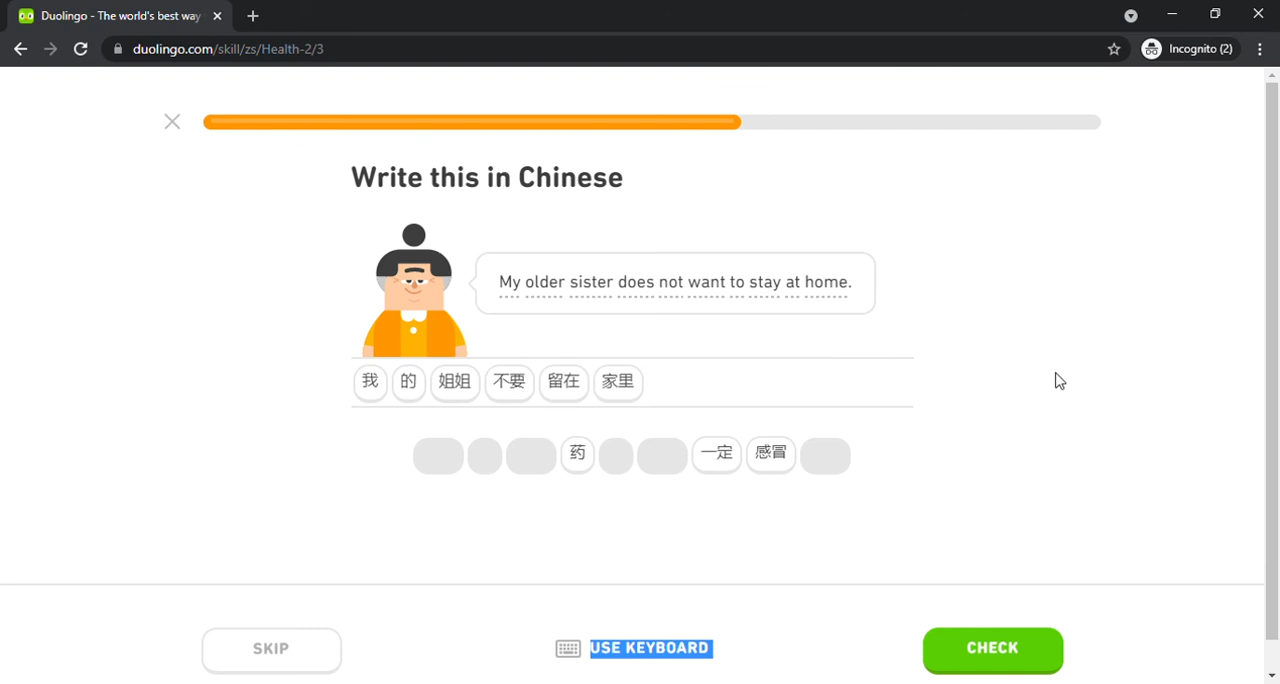 Duolingo - The world's best way
duolingo.com/skill/zs/Health-2/3
Incognito (2)
Write this in Chinese
My older sister does not want to stay at home.
我 的 姐姐 不要 留在 家里
药 一定 感冒
SKIP
USE KEYBOARD
CHECK